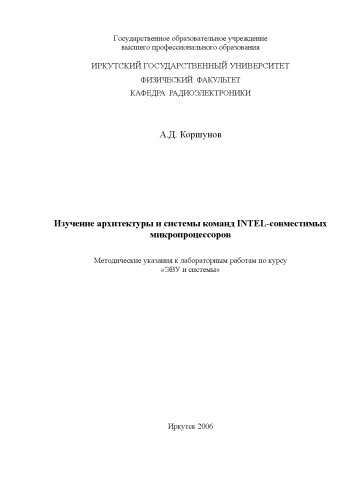 Государственное образовательное учреждение
высшего профессионального образования
ИРКУТСКИЙ ГОСУДАРСТВЕННЫЙ УНИВЕРСИТЕТ
ФИЗИЧЕСКИЙ ФАКУЛЬТЕТ
КАФЕДРА РАДИОЭЛЕКТРОНИКИ
А.Д. Коршунов
Изучение архитектуры и системы команд INTEL-совместимых
микропроцессоров
Методические указания к лабораторным работам по курсу
«ЭВУ и системы»
Иркутск 2006